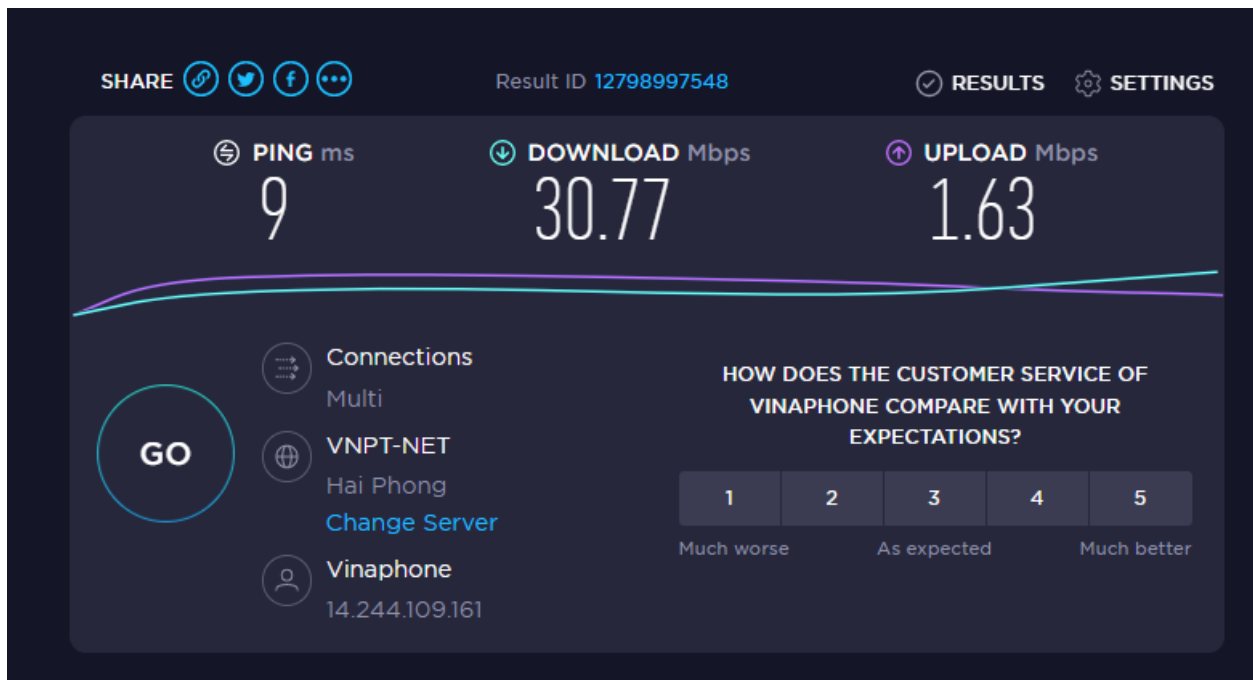 SHARE
Result ID 12798997548
RESULTS
SETTINGS
PING ms
9
DOWNLOAD Mbps
30.77
UPLOAD Mbps
1.63
GO
Connections
Multi
VNPT-NET
Hai Phong
Change Server
Vinaphone
14.244.109.161
HOW DOES THE CUSTOMER SERVICE OF
VINAPHONE COMPARE WITH YOUR
EXPECTATIONS?
1 2 3 4 5
Much worse As expected Much better